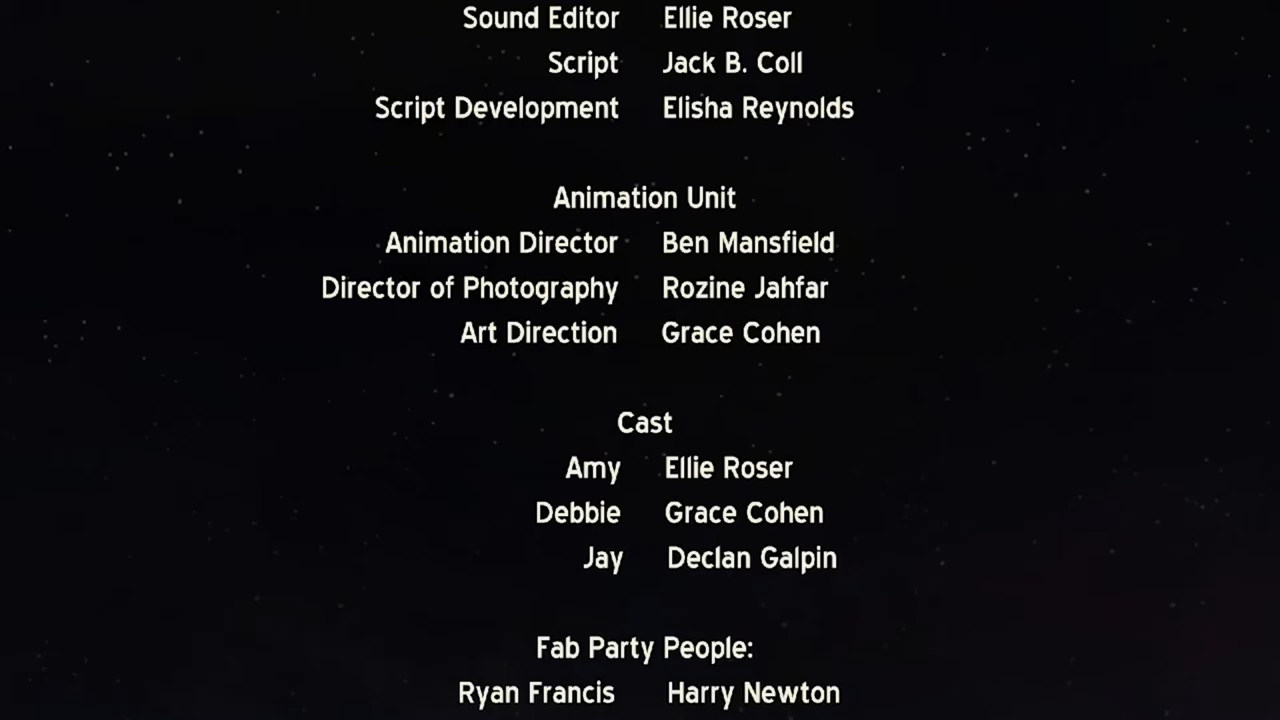 Sound Editor Ellie Roser
Script Jack B. Coll
Script Development Elisha Reynolds
Animation Unit
Animation Director Ben Mansfield
Director of Photography Rozine Jahfar
Art Direction Grace Cohen
Cast
Amy Ellie Roser
Debbie Grace Cohen
Jay Declan Galpin
Fab Party People:
Ryan Francis Harry Newton